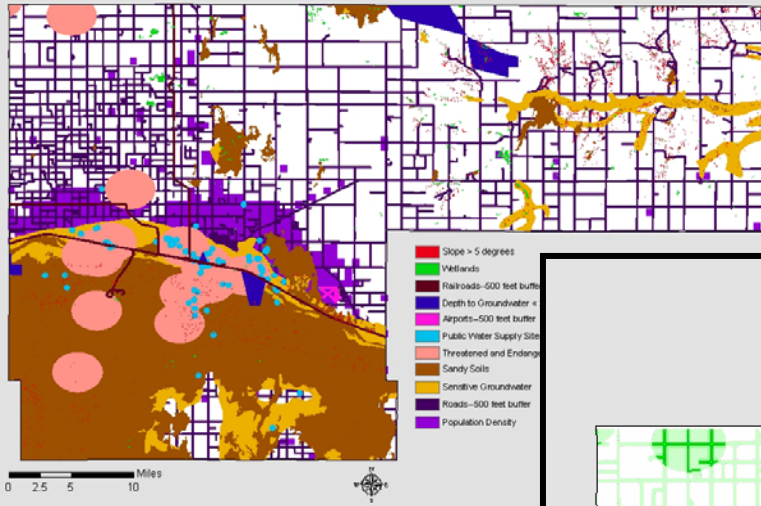 Slope > 5 degrees
Wetlands
Railroads--500 feet buffe
Depth to Groundwater <
Airports--500 feet buffer
Public Water Supply Site
Threatened and Endange
Sandy Soils
Sensitive Groundwater
Roads--500 feet buffer
Population Density
Miles
0 2.5 5 10